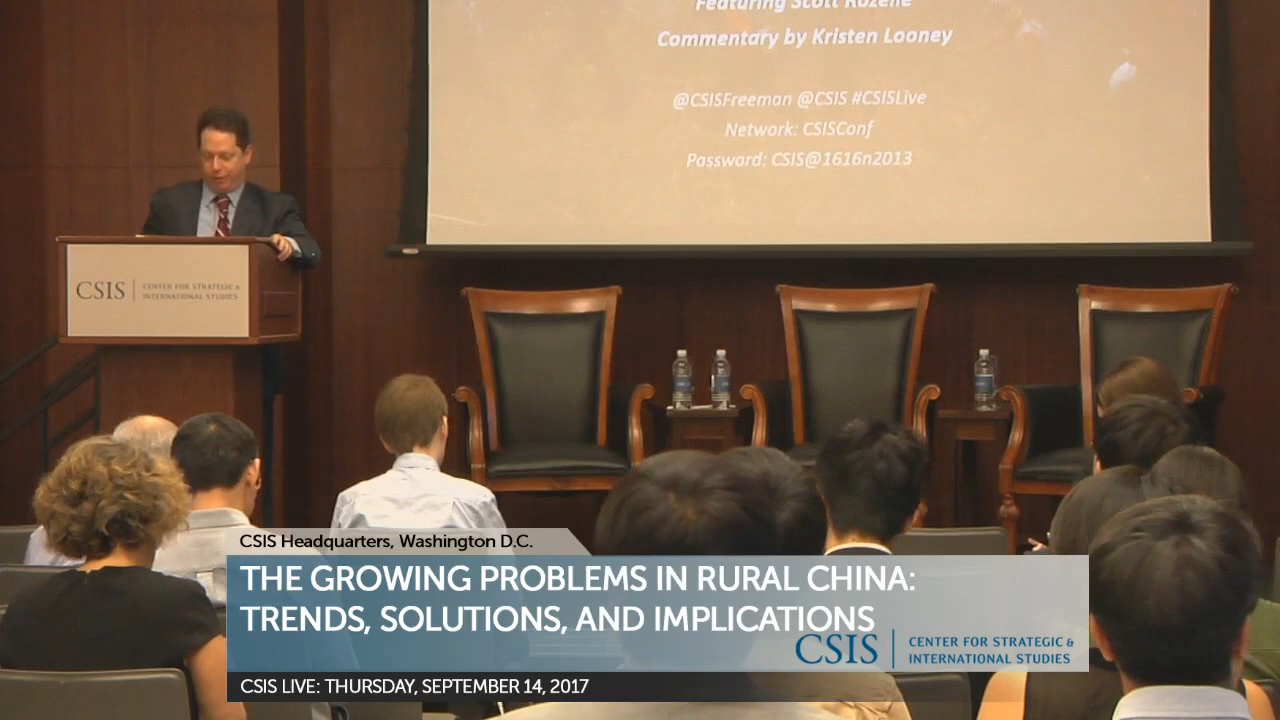 Featuring Scott Rozelle
Commentary by Kristen Looney
@CSISFreeman @CSIS #CSISLive
Network: CSISConf
Password: CSIS@1616n2013
CSIS
CENTER FOR STRATEGIC &
INTERNATIONAL STUDIES
CSIS Headquarters, Washington D.C.
THE GROWING PROBLEMS IN RURAL CHINA:
TRENDS, SOLUTIONS, AND IMPLICATIONS
CSIS
CENTER FOR STRATEGIC &
INTERNATIONAL STUDIES
CSIS LIVE: THURSDAY, SEPTEMBER 14, 2017